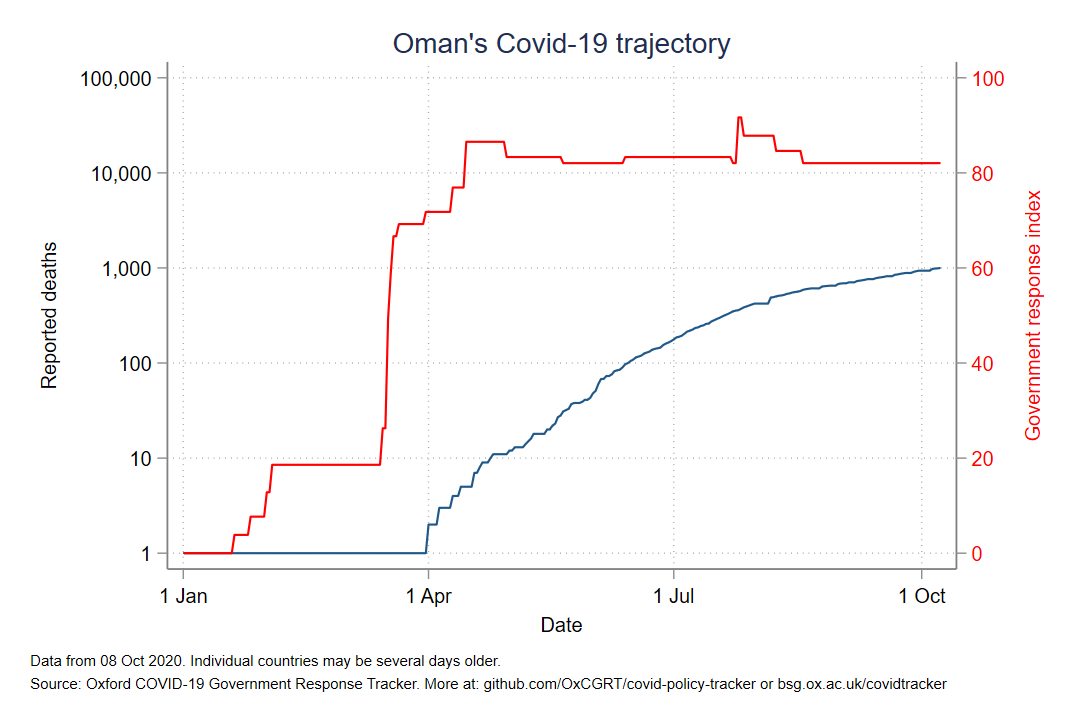 Oman's Covid-19 trajectory
100,000
10,000
1,000
100
10
1
Reported deaths
100
80
60
40
20
0
Government response index
1 Jan
1 Apr
1 Jul
1 Oct
Date
Data from 08 Oct 2020. Individual countries may be several days older.
Source: Oxford COVID-19 Government Response Tracker. More at: github.com/OxCGRT/covid-policy-tracker or bsg.ox.ac.uk/covidtracker